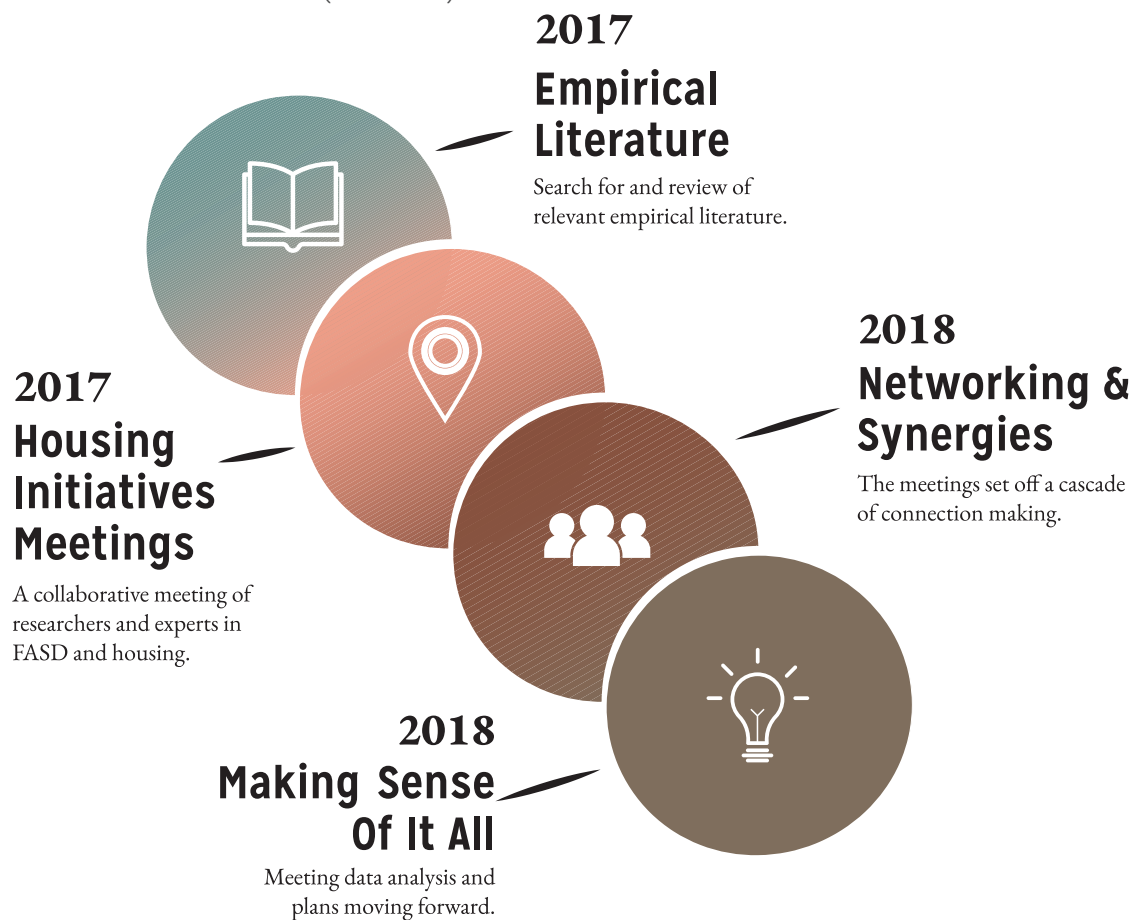 2017
Empirical
Literature
Search for and review of
relevant empirical literature.
2017
Housing
Initiatives
Meetings
A collaborative meeting of
researchers and experts in
FASD and housing.
2018
Networking &
Synergies
The meetings set off a cascade
of connection making.
2018
Making Sense
Of It All
Meeting data analysis and
plans moving forward.